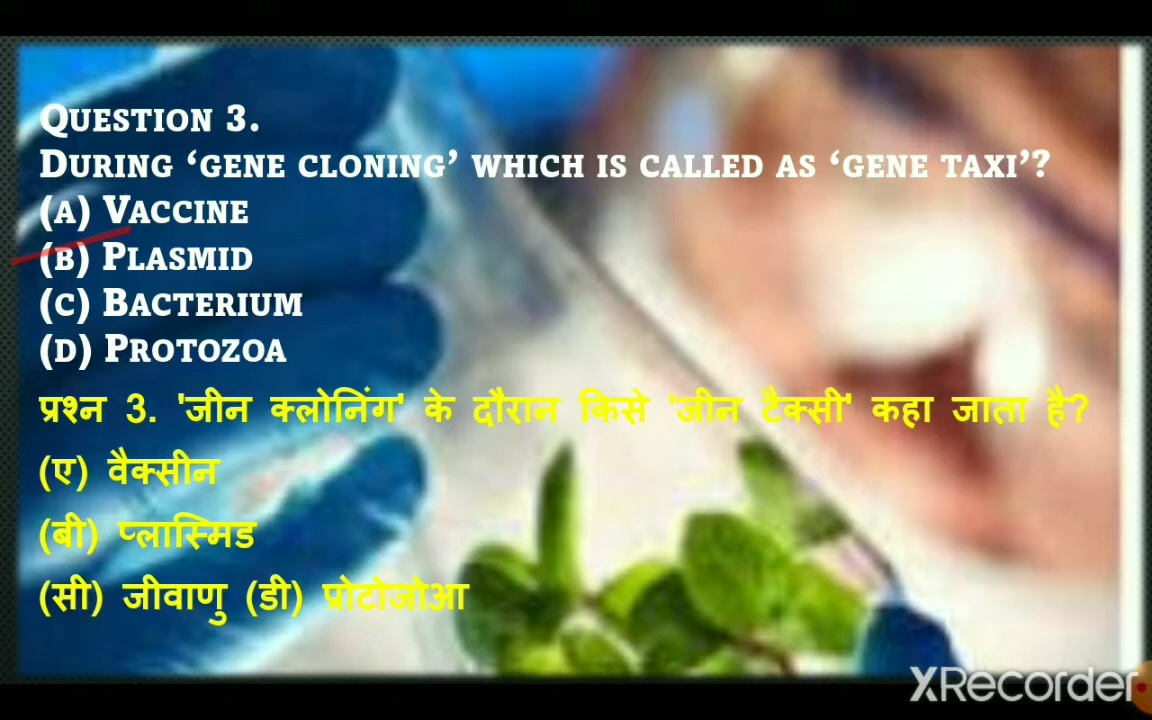 QUESTION 3.
DURING ‘GENE CLONING’ WHICH IS CALLED AS ‘GENE TAXI’?
(A) VACCINE
(B) PLASMID
(C) BACTERIUM
(D) PROTOZOA
प्रश्न 3. 'जीन क्लोनिंग' के दौरान किसे 'जीन टैक्सी' कहा जाता है?
(ए) वैक्सीन
(बी) प्लास्मिड
(सी) जीवाणु (डी) प्रोटोजोआ
XRecorder